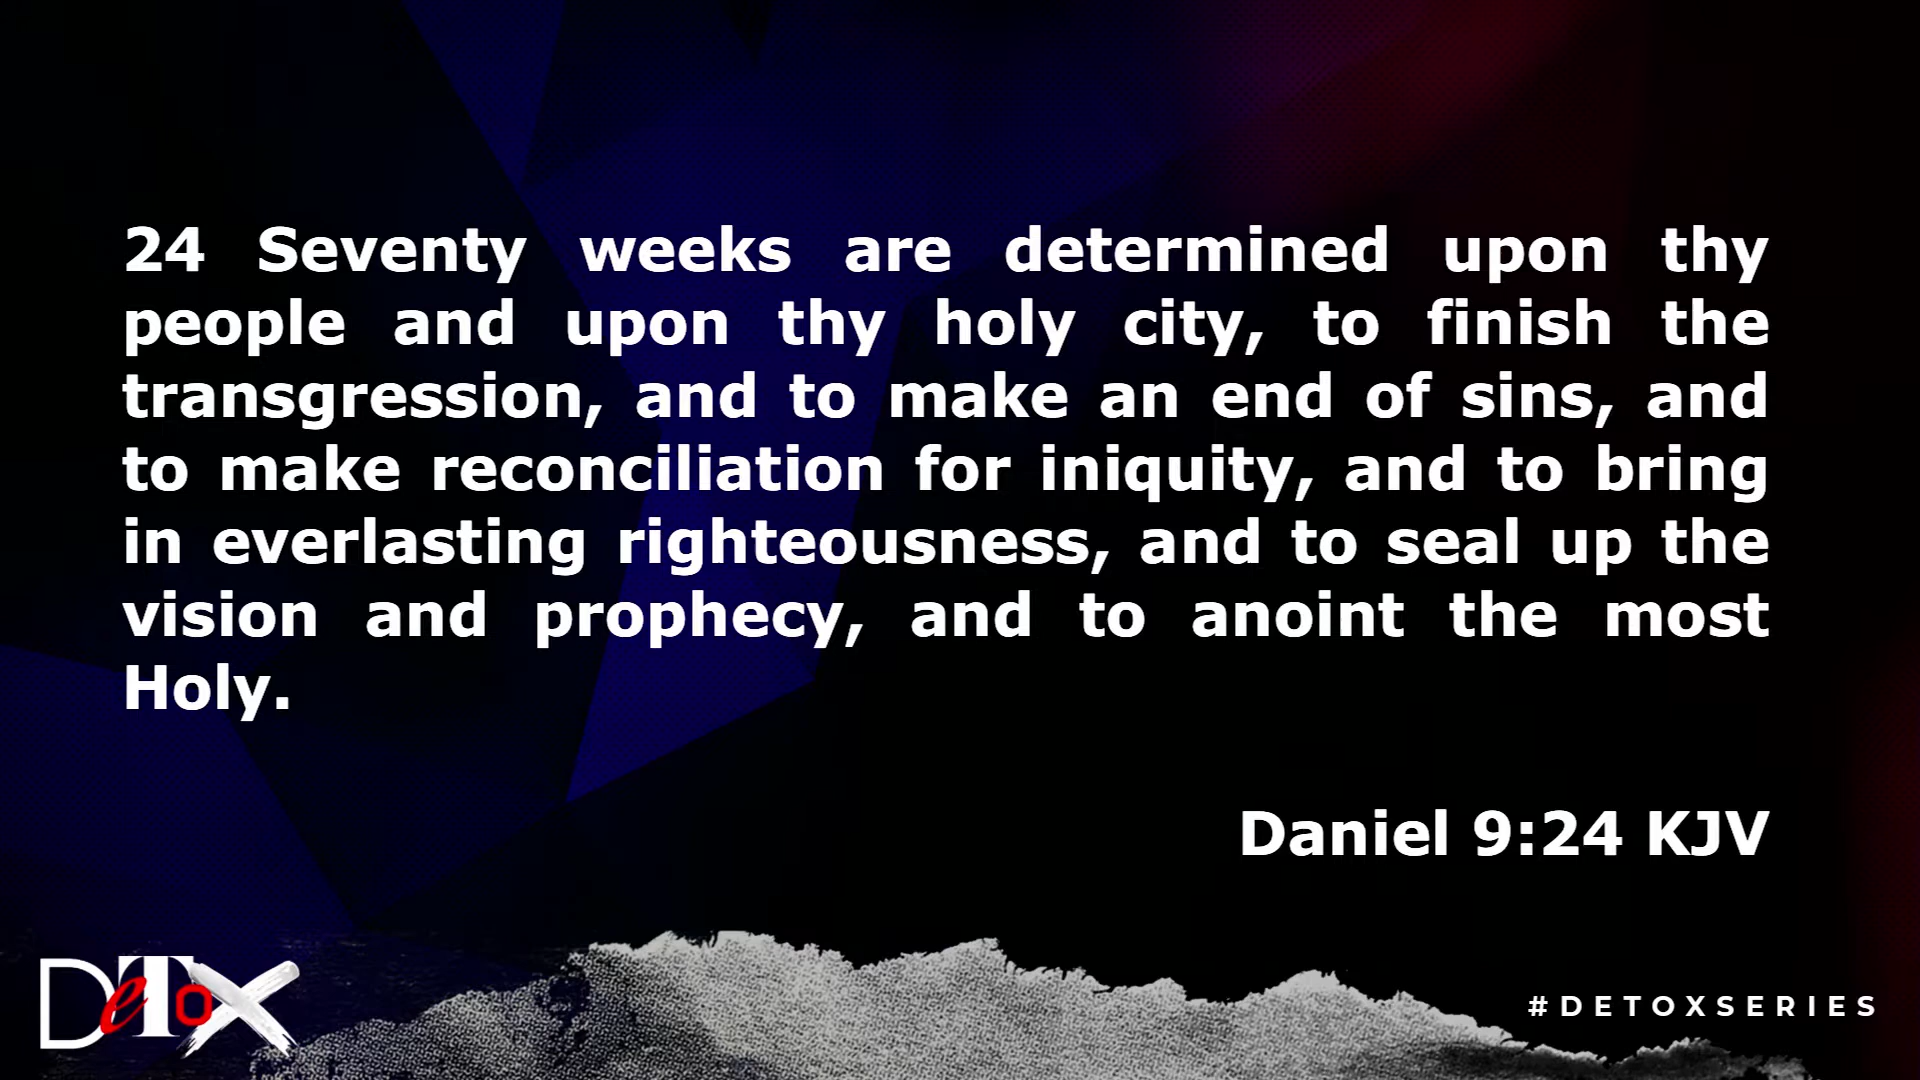 24 Seventy weeks are determined upon thy
people and upon thy holy city, to finish the
transgression, and to make an end of sins, and
to make reconciliation for iniquity, and to bring
in everlasting righteousness, and to seal up the
vision and prophecy, and to anoint the most
Holy.
Daniel 9:24 KJV
DeToX
#DETOXSERIES